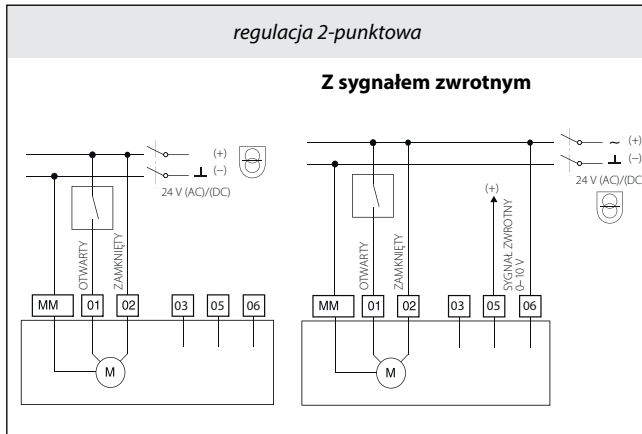 regulacja 2-punktowa
Z sygnałem zwrotnym
(+)
(−)
24 V (AC)/(DC)
OTWARTY
ZAMKNIĘTY
MM 01 02 03 05 06
M
~ (+)
(−)
24 V (AC)/(DC
(+)
OTWARTY
ZAMKNIĘTY
SYGNAŁ ZWROTNY
0–10 V
MM 01 02 03 05 06
M